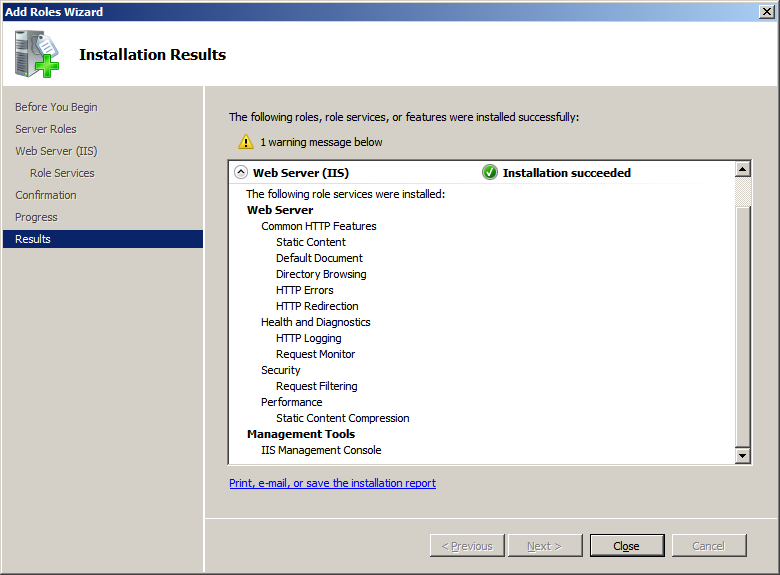 Add Roles Wizard
Installation Results
Before You Begin
Server Roles
Web Server (IIS)
Role Services
Confirmation
Progress
Results
The following roles, role services, or features were installed successfully:
1 warning message below
Web Server (IIS) Installation succeeded
The following role services were installed:
Web Server
Common HTTP Features
Static Content
Default Document
Directory Browsing
HTTP Errors
HTTP Redirection
Health and Diagnostics
HTTP Logging
Request Monitor
Security
Request Filtering
Performance
Static Content Compression
Management Tools
IIS Management Console
Print, e-mail, or save the installation report
< Previous Next > Close Cancel